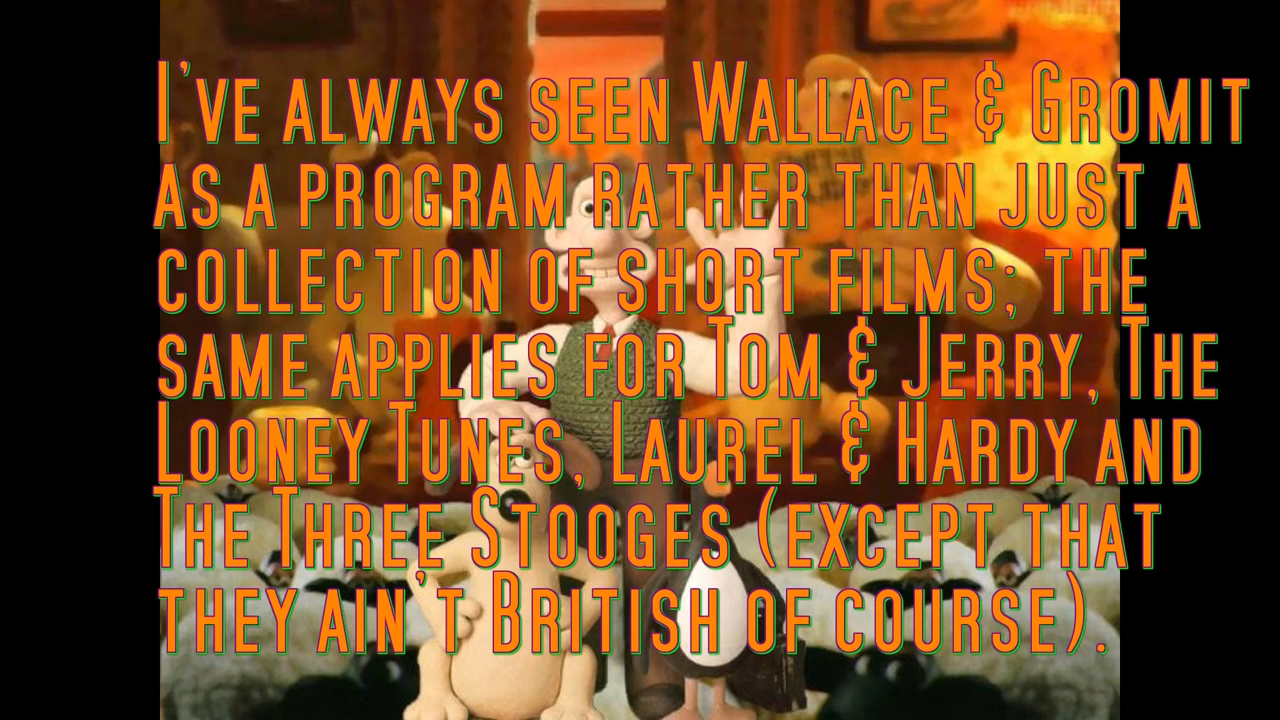 I've always seen Wallace & Gromit
as a program rather than just a
collection of short films; the
same applies for Tom & Jerry, The
Looney Tunes, Laurel & Hardy and
The Three Stooges (except that
they ain't British of course).